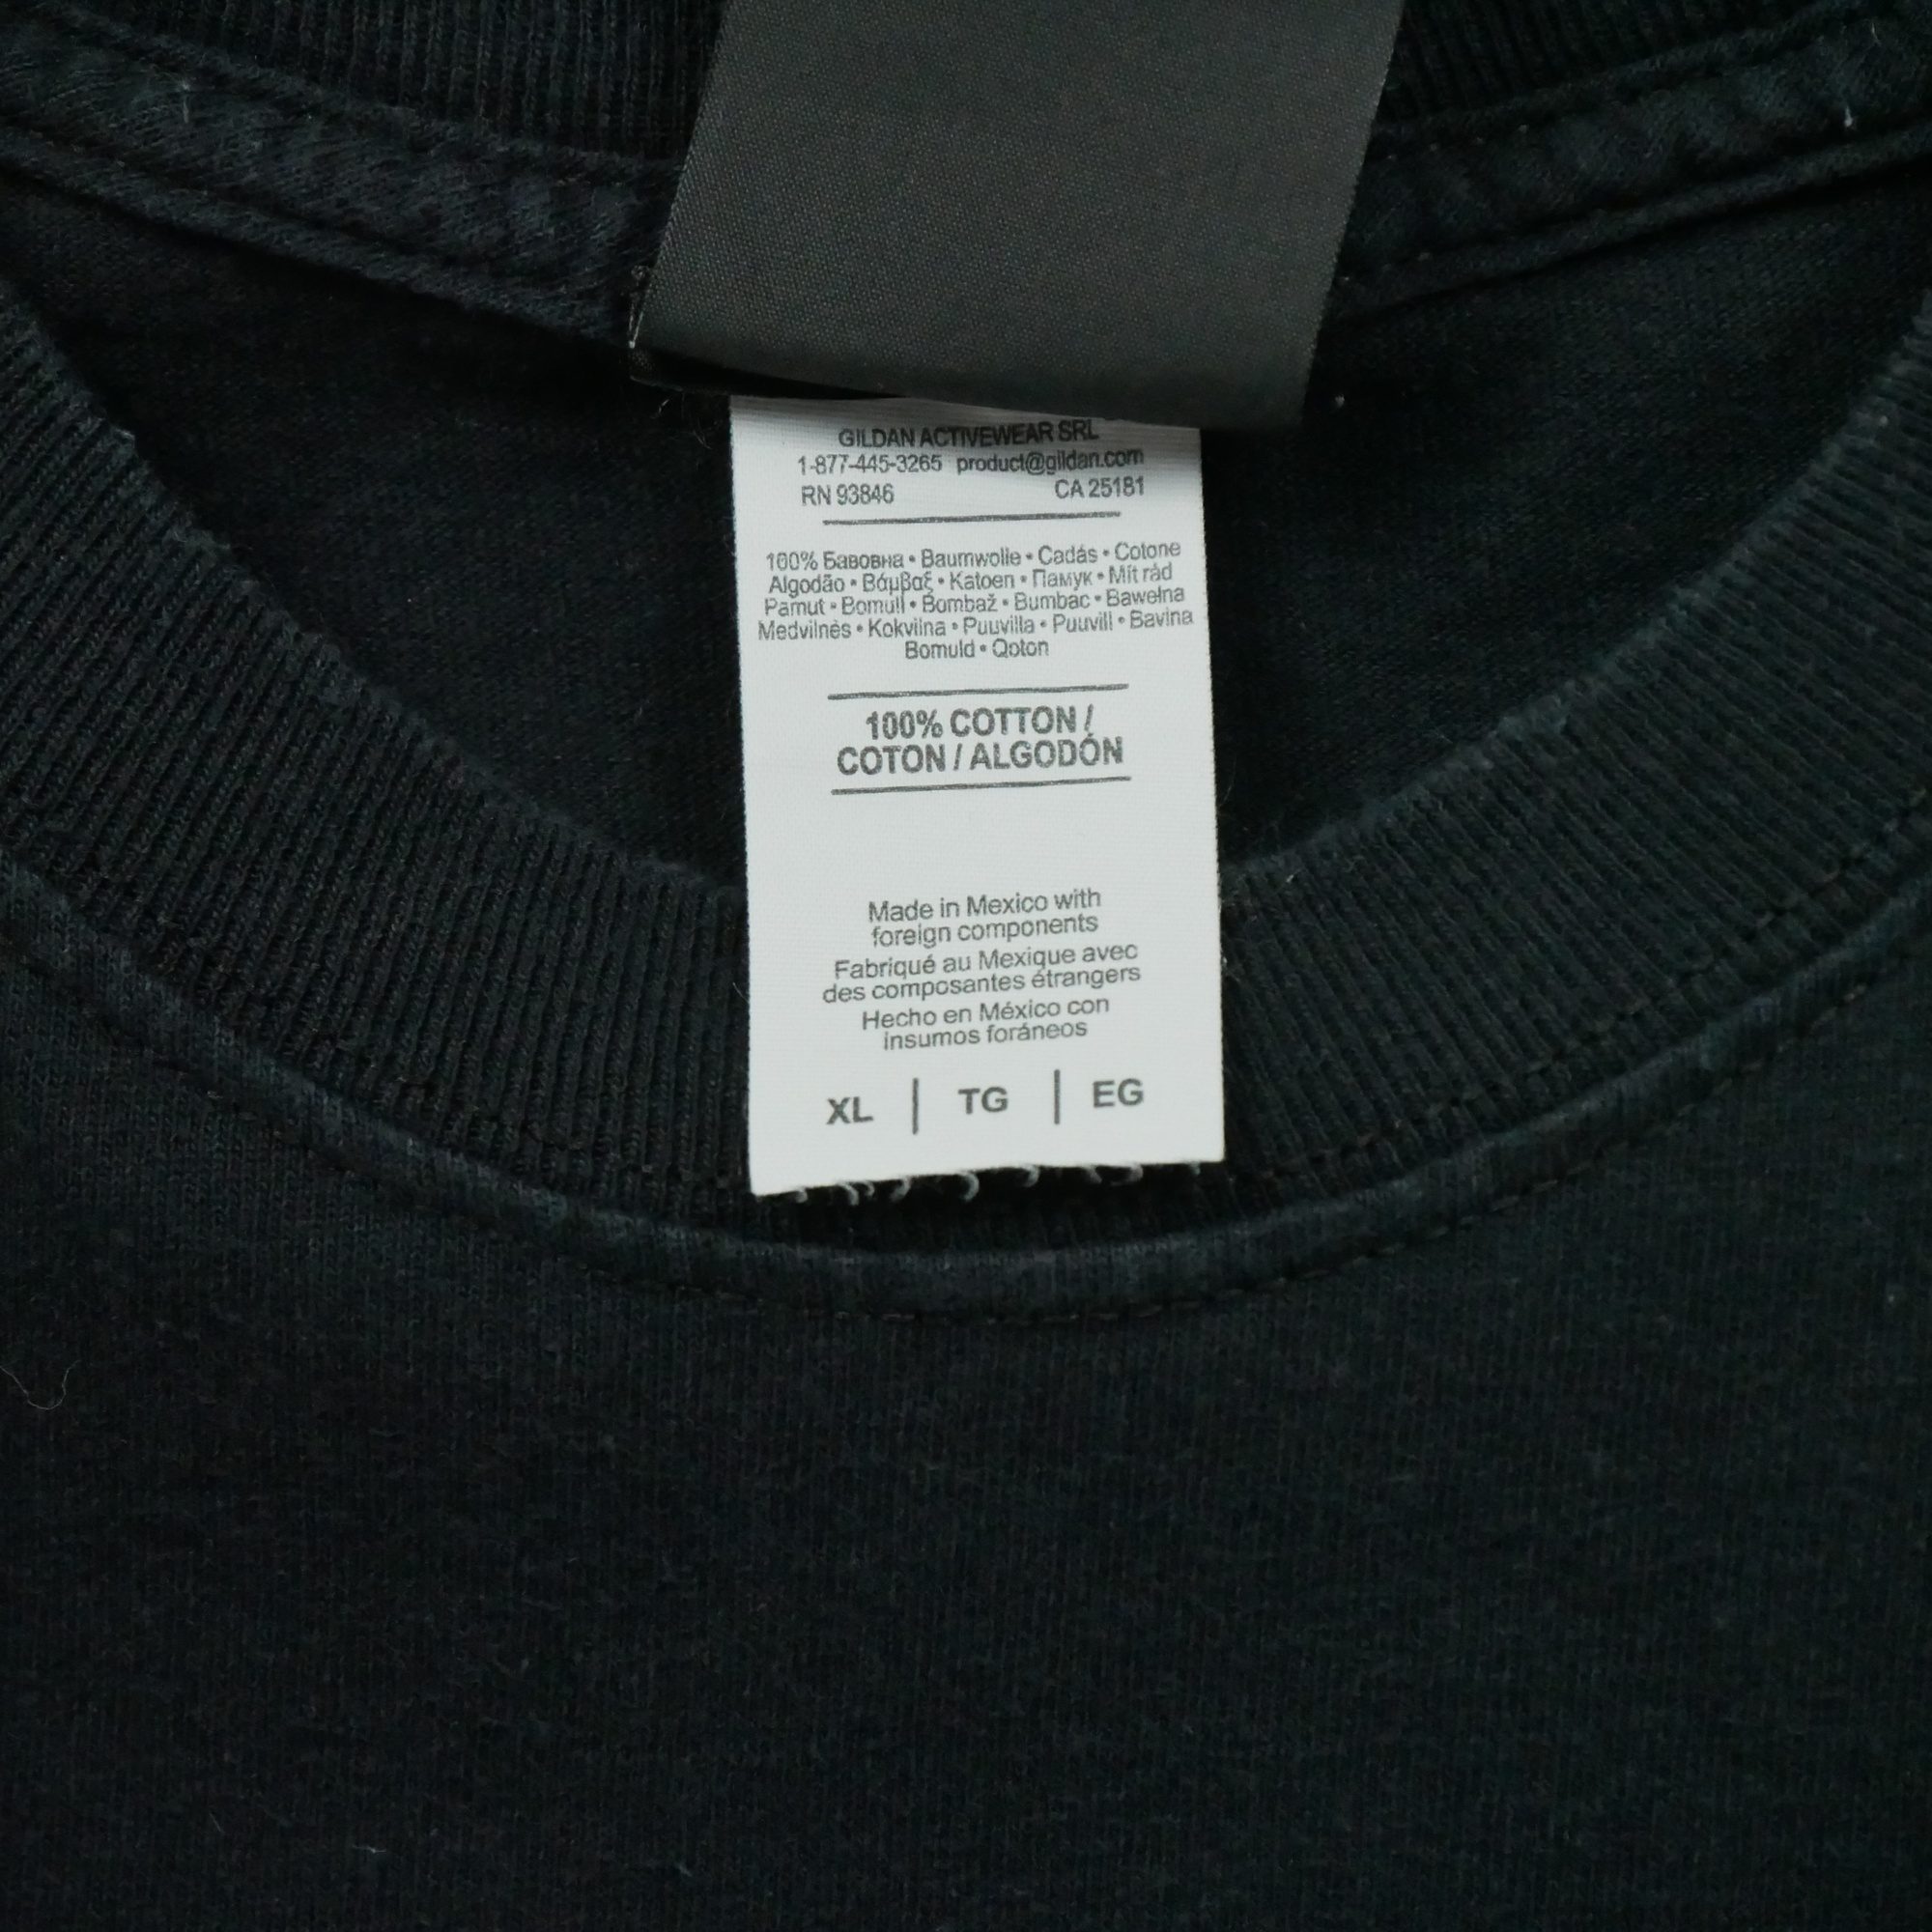 GILDAN ACTIVEWEAR SRL
1-877-445-3265 product@gildan.com
RN 93846 CA 25181
100% Бавовна • Baumwolle • Cadás • Cotone
Algodão • Βάμβαξ • Katoen • Памук • Mít ràd
Pamut • Bomull • Bombaž • Bumbac • Bawełna
Medvilnės • Kokvilna • Puuvilla • Puuvill • Bavlna
Bomuld • Qoton
100% COTTON /
COTON / ALGODÓN
Made in Mexico with
foreign components
Fabriqué au Mexique avec
des composantes étrangers
Hecho en México con
insumos foráneos
XL | TG | EG